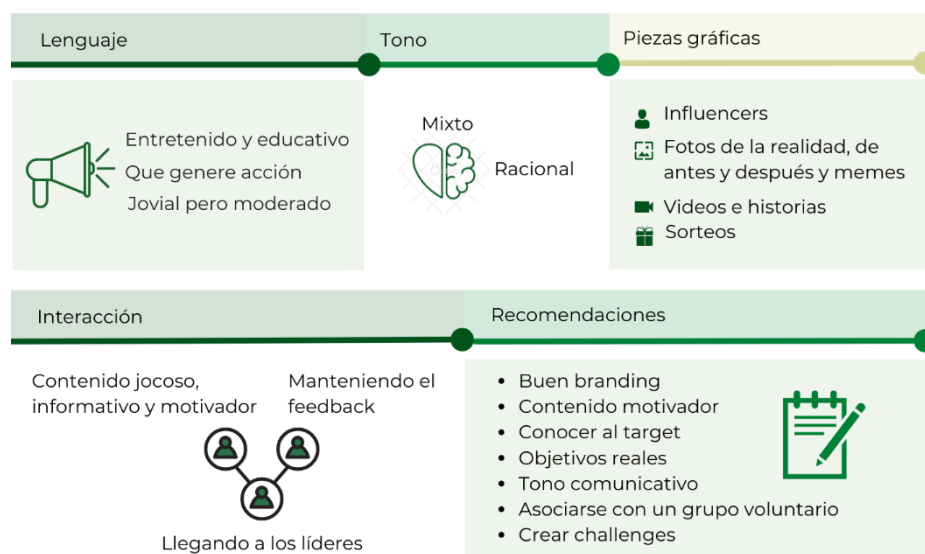 Lenguaje
Tono
Piezas gráficas
Entretenido y educativo
Que genere acción
Jovial pero moderado
Mixto
Racional
Influencers
Fotos de la realidad, de
antes y después y memes
Videos e historias
Sorteos
Interacción
Recomendaciones
Contenido jocoso,
informativo y motivador
Manteniendo el
feedback
Llegando a los líderes
• Buen branding
• Contenido motivador
• Conocer al target
• Objetivos reales
• Tono comunicativo
• Asociarse con un grupo voluntario
• Crear challenges